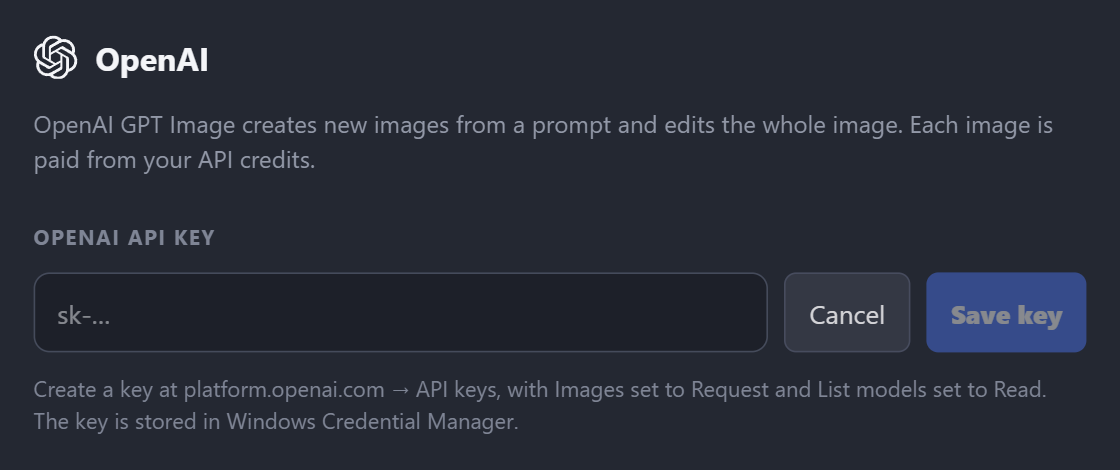 OpenAI
OpenAI GPT Image creates new images from a prompt and edits the whole image. Each image is
paid from your API credits.
OPENAI API KEY
sk-...
Cancel
Save key
Create a key at platform.openai.com → API keys, with Images set to Request and List models set to Read.
The key is stored in Windows Credential Manager.